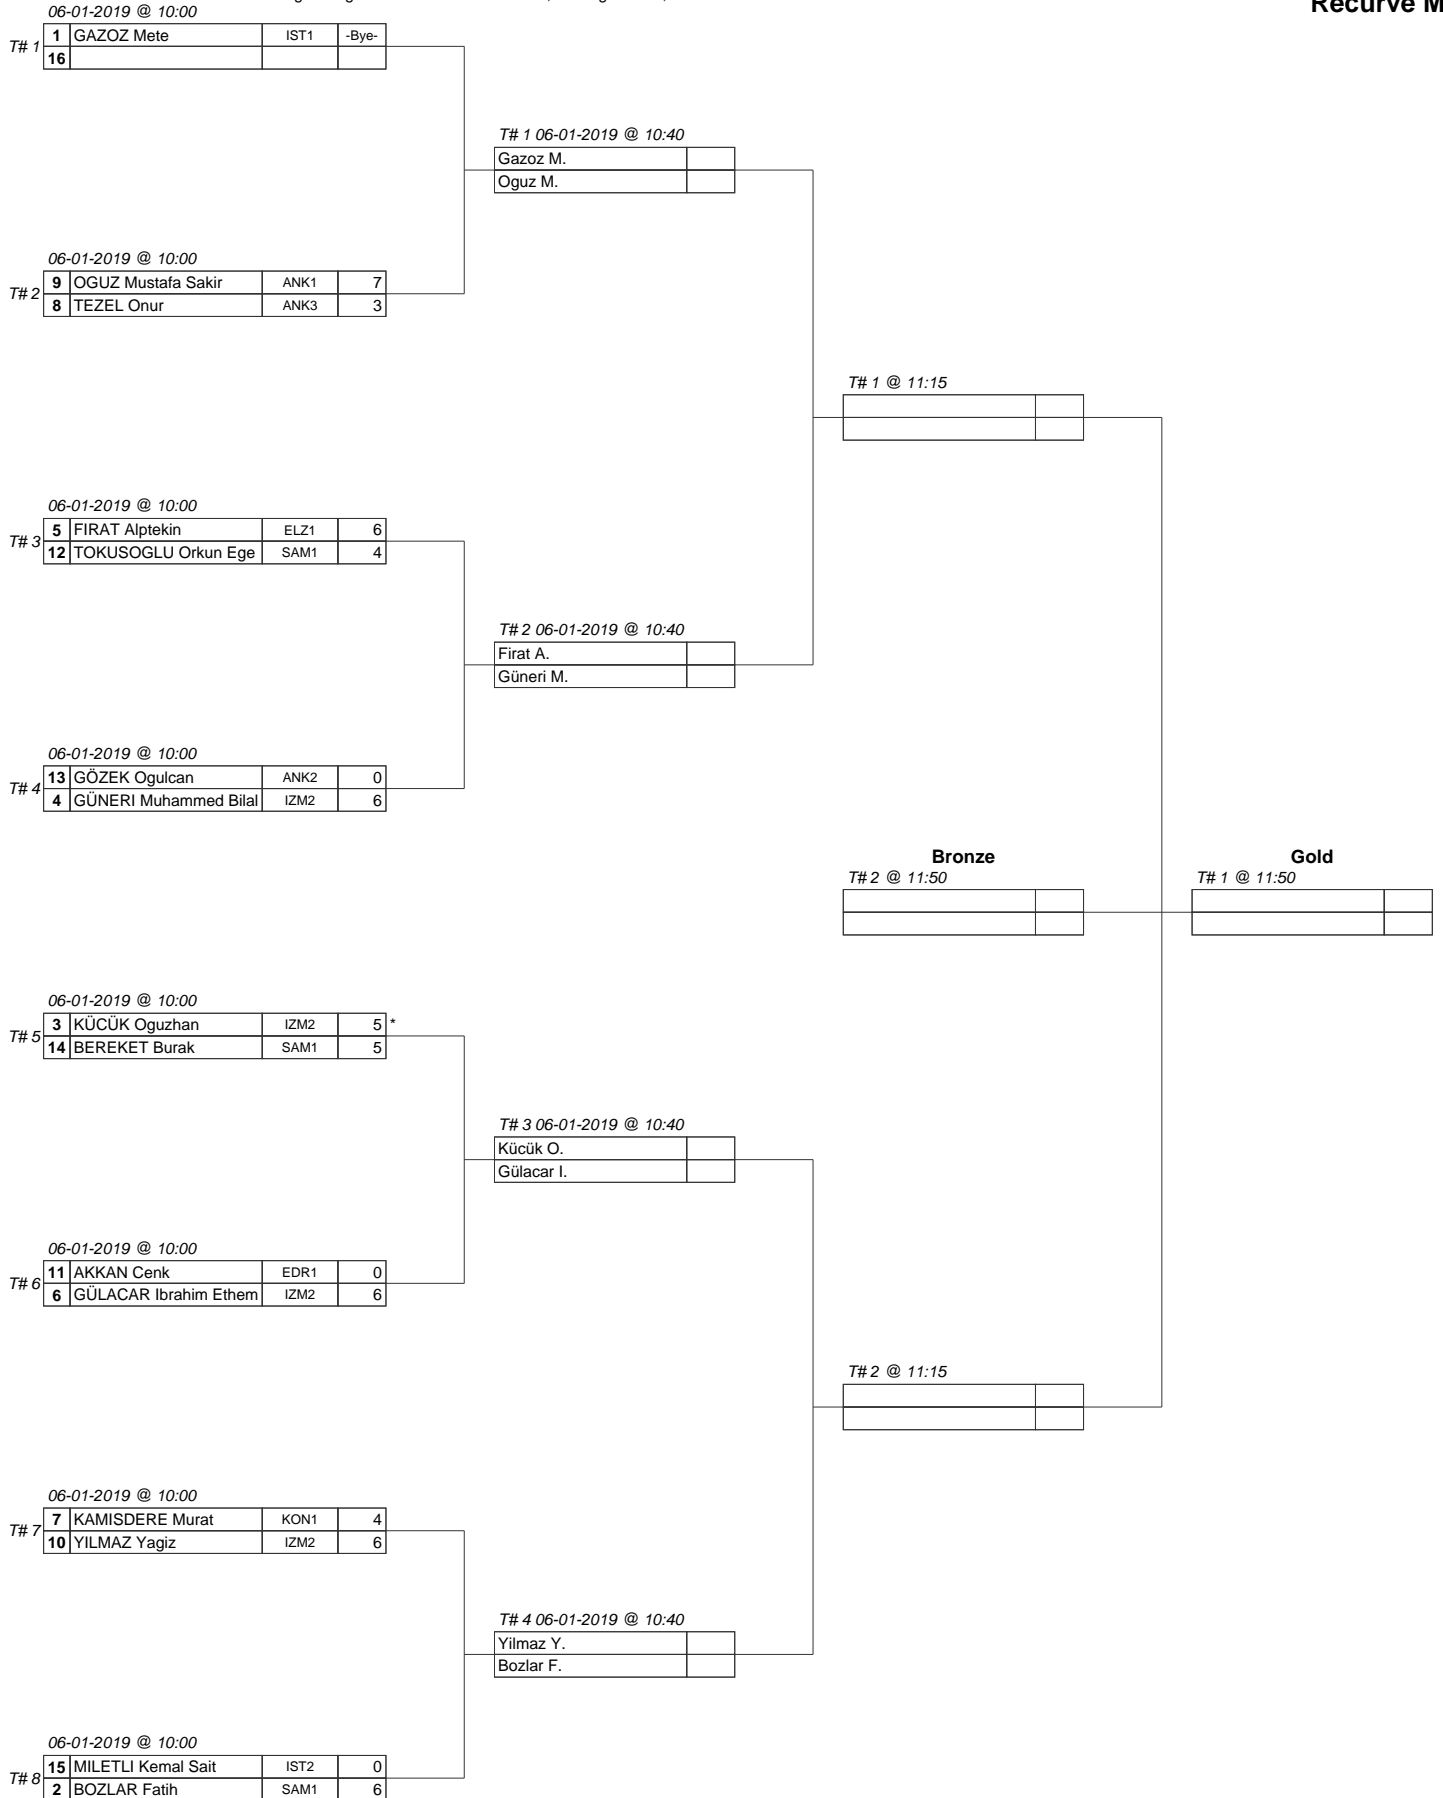 Recurve M
06-01-2019 @ 10:00
T# 1
1 GAZOZ Mete IST1 -Bye-
16
T# 1 06-01-2019 @ 10:40
Gazoz M.
Oguz M.
06-01-2019 @ 10:00
T# 2
9 OGUZ Mustafa Sakir ANK1 7
8 TEZEL Onur ANK3 3
T# 1 @ 11:15
06-01-2019 @ 10:00
T# 3
5 FIRAT Alptekin ELZ1 6
12 TOKUSOGLU Orkun Ege SAM1 4
T# 2 06-01-2019 @ 10:40
Firat A.
Güneri M.
06-01-2019 @ 10:00
T# 4
13 GÖZEK Ogulcan ANK2 0
4 GÜNERI Muhammed Bilal IZM2 6
Bronze
T# 2 @ 11:50
Gold
T# 1 @ 11:50
06-01-2019 @ 10:00
T# 5
3 KÜCÜK Oguzhan IZM2 5 *
14 BEREKET Burak SAM1 5
T# 3 06-01-2019 @ 10:40
Kücük O.
Gülacar I.
06-01-2019 @ 10:00
T# 6
11 AKKAN Cenk EDR1 0
6 GÜLACAR Ibrahim Ethem IZM2 6
T# 2 @ 11:15
06-01-2019 @ 10:00
T# 7
7 KAMISDERE Murat KON1 4
10 YILMAZ Yagiz IZM2 6
T# 4 06-01-2019 @ 10:40
Yilmaz Y.
Bozlar F.
06-01-2019 @ 10:00
T# 8
15 MILETLI Kemal Sait IST2 0
2 BOZLAR Fatih SAM1 6